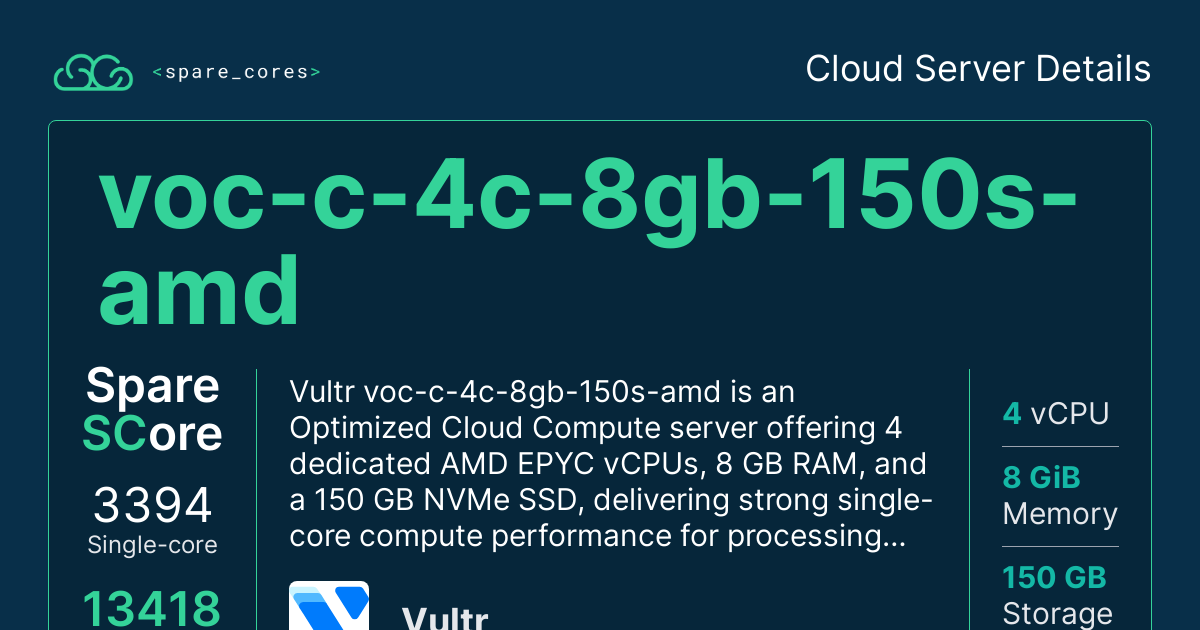 <spare_cores>
Cloud Server Details
voc-c-4c-8gb-150s-
amd
Spare
SCore
3394
Single-core
13418
Vultr voc-c-4c-8gb-150s-amd is an
Optimized Cloud Compute server offering 4
dedicated AMD EPYC vCPUs, 8 GB RAM, and
a 150 GB NVMe SSD, delivering strong single-
core compute performance for processing...
Vultr
4 vCPU
8 GiB
Memory
150 GB
Storage